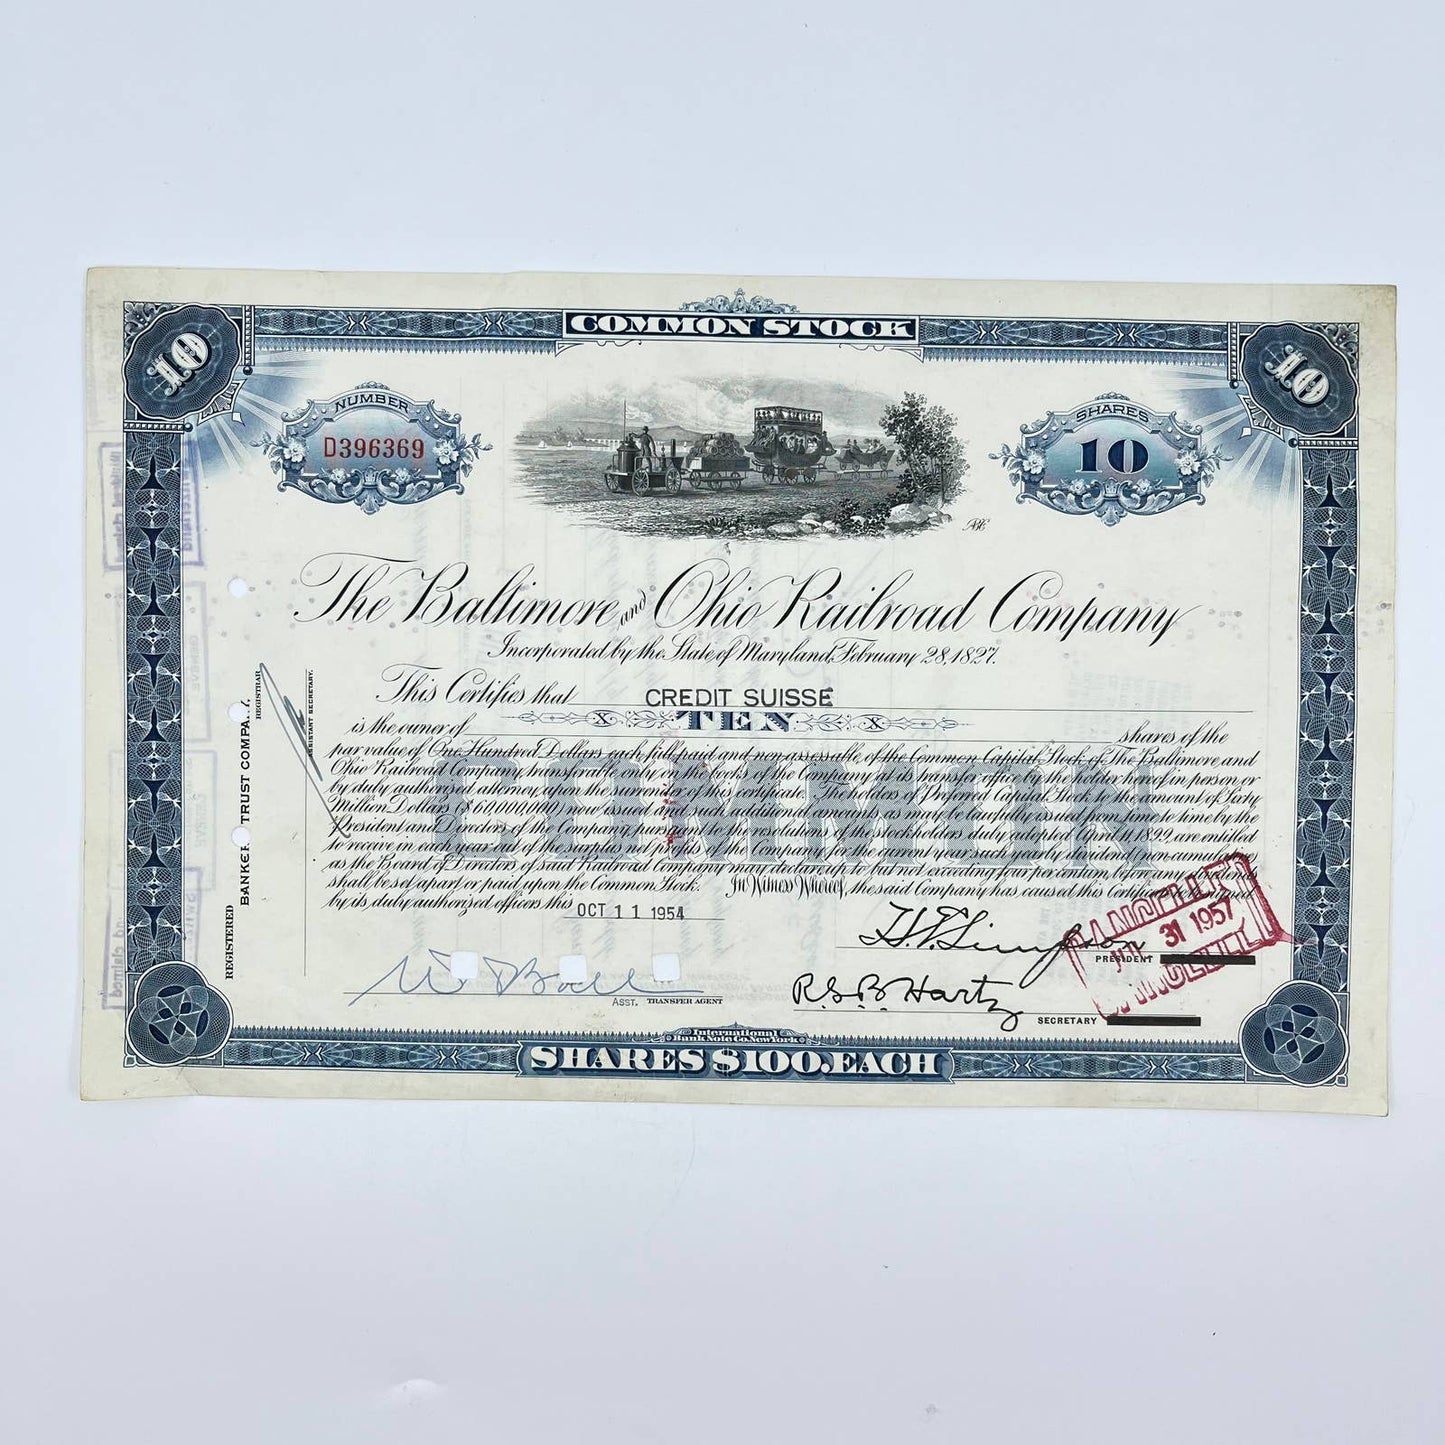 COMMON STOCK
10
10
NUMBER
D396369
SHARES
10
ABNC
The Baltimore and Ohio Railroad Company
Incorporated by the State of Maryland, February 28, 1827.
This Certifies that CREDIT SUISSE
is the owner of X TEN X shares of the
par value of One Hundred Dollars each full paid and non-assessable of the Common Capital Stock of The Baltimore and
Ohio Railroad Company transferable only on the books of the Company at its transfer office by the holder hereof in person or
by duly authorized attorney, upon the surrender of this certificate. The holders of Preferred Capital Stock to the amount of Sixty
Million Dollars ($60,000,000) now issued and such additional amounts as may be lawfully issued from time to time by the
President and Directors of the Company, pursuant to the resolutions of the stockholders duly adopted April 11, 1899, are entitled
to receive in each year out of the surplus net profits of the Company for the current year such yearly dividend (non-cumulative)
as the Board of Directors of said Railroad Company may declare, up to but not exceeding four per centum, before any dividends
shall be set apart or paid upon the Common Stock. In Witness Whereof, the said Company has caused this Certificate to be signed
by its duly authorized officers this OCT 11 1954
COMMON
REGISTERED
BANKERS TRUST COMPANY,
REGISTRAR
ASSISTANT SECRETARY.
H.E. Simpson
PRESIDENT
CANCELLED
31 1957
CANCELLED
ASST. TRANSFER AGENT
R.G.B. Hartz
SECRETARY
International
Bank Note Co. New York
SHARES $100. EACH